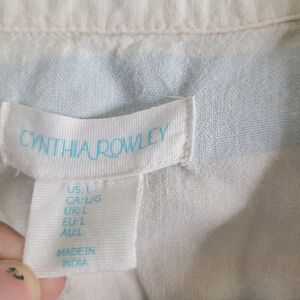 CYNTHIA ROWLEY
US:L
CA:L/G
UK:L
EU:L
AU:L
MADE IN
INDIA